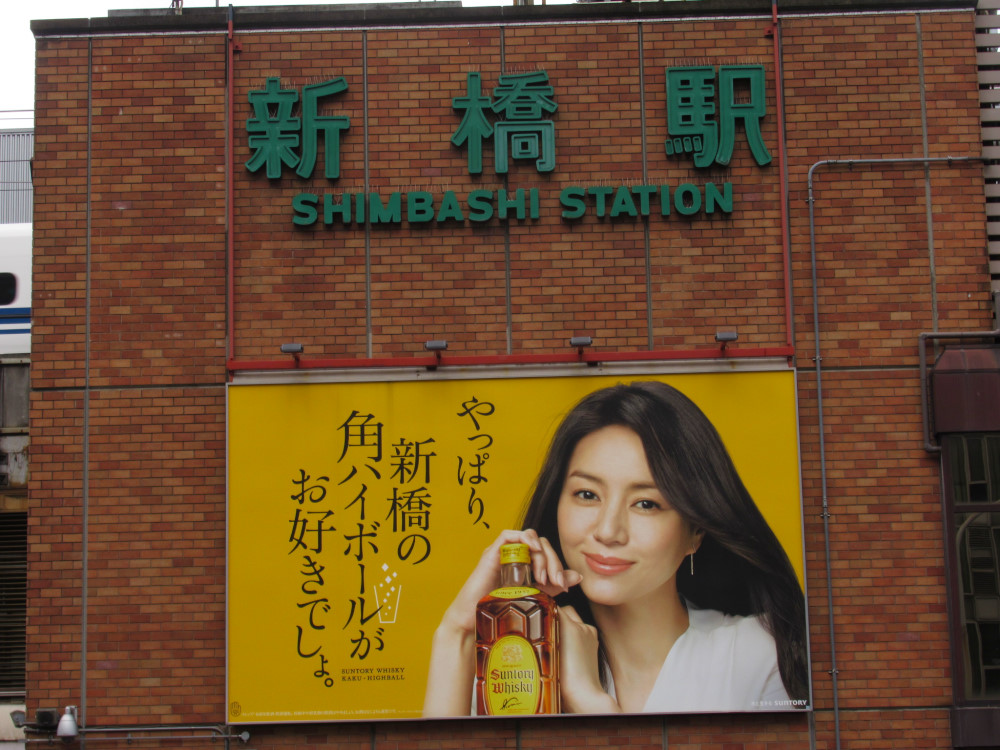 新橋駅
SHIMBASHI STATION
やっぱり、
新橋の
角ハイボールが
お好きでしょ。
SUNTORY WHISKY
KAKU-HIGHBALL
Suntory
Whisky
SUNTORY